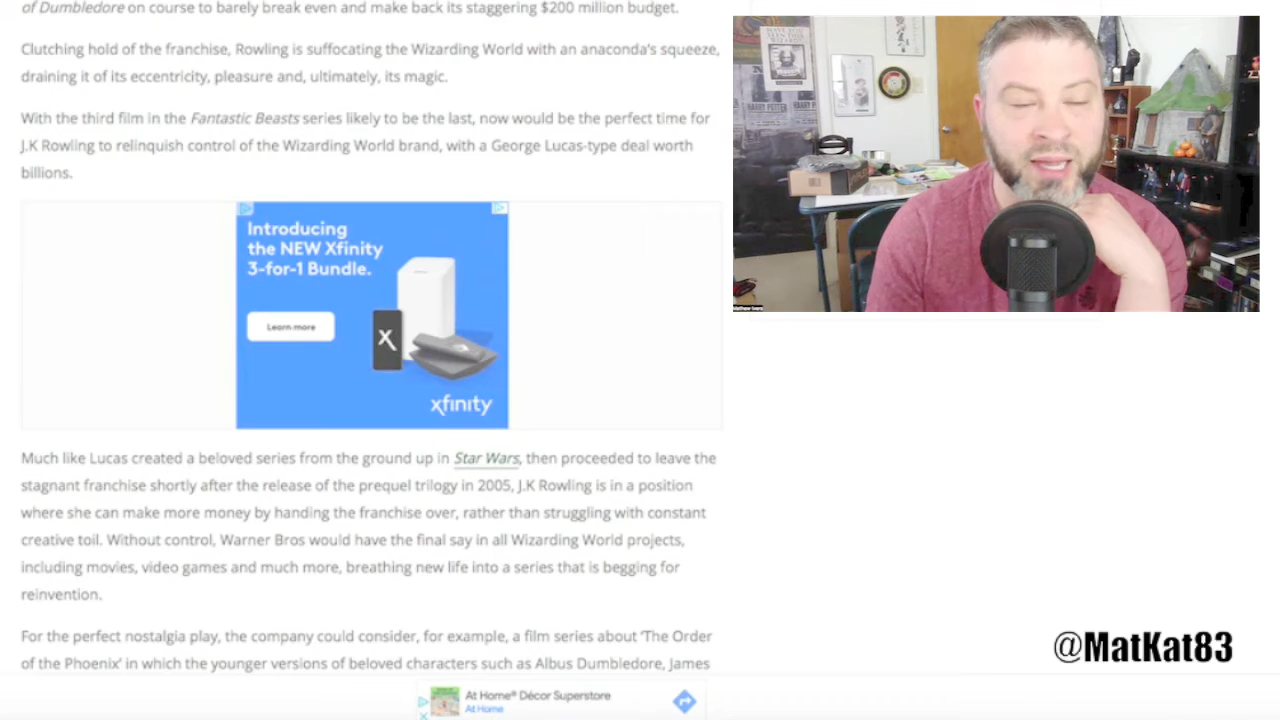 of Dumbledore on course to barely break even and make back its staggering $200 million budget.
Clutching hold of the franchise, Rowling is suffocating the Wizarding World with an anaconda's squeeze,
draining it of its eccentricity, pleasure and, ultimately, its magic.
With the third film in the Fantastic Beasts series likely to be the last, now would be the perfect time for
J.K Rowling to relinquish control of the Wizarding World brand, with a George Lucas-type deal worth
billions.
Introducing
the NEW Xfinity
3-for-1 Bundle.
Learn more
X
xfinity
Much like Lucas created a beloved series from the ground up in Star Wars, then proceeded to leave the
stagnant franchise shortly after the release of the prequel trilogy in 2005, J.K Rowling is in a position
where she can make more money by handing the franchise over, rather than struggling with constant
creative toil. Without control, Warner Bros would have the final say in all Wizarding World projects,
including movies, video games and much more, breathing new life into a series that is begging for
reinvention.
For the perfect nostalgia play, the company could consider, for example, a film series about 'The Order
of the Phoenix' in which the younger versions of beloved characters such as Albus Dumbledore, James
At Home® Décor Superstore
At Home
HAVE YOU
SEEN THIS
WIZARD
HARRY POTTER
@MatKat83